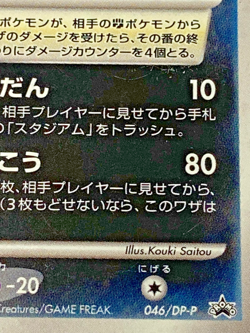 ポケモンが、相手のポケモンから
ザのダメージを受けたら、その番の終
わりにダメージカウンターを4個とる。
だん 10
、相手プレイヤーに見せてから手札
の「スタジアム」をトラッシュ。
こう 80
枚、相手プレイヤーに見せてから、
(3枚もどせないなら、このワザは
Illus.Kouki Saitou
力 にげる
-20 046/DP-P
Creatures/GAME FREAK.